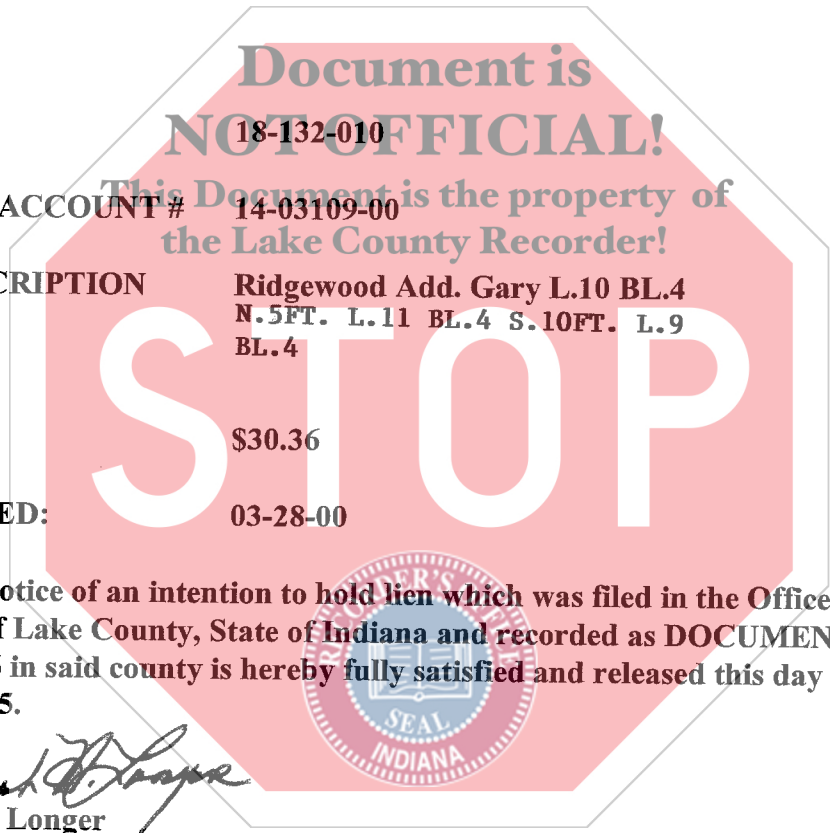 Document is
NOT OFFICIAL!
18-132-010
This Document is the property of
ACCOUNT # 14-03109-00
the Lake County Recorder!
CRIPTION Ridgewood Add. Gary L.10 BL.4
N.5FT. L.11 BL.4 S.10FT. L.9
BL.4
STOP
$30.36
ED: 03-28-00
RECORDER'S OFFICE
otice of an intention to hold lien which was filed in the Office
f Lake County, State of Indiana and recorded as DOCUMEN
in said county is hereby fully satisfied and released this day
5.
SEAL
INDIANA
Longer